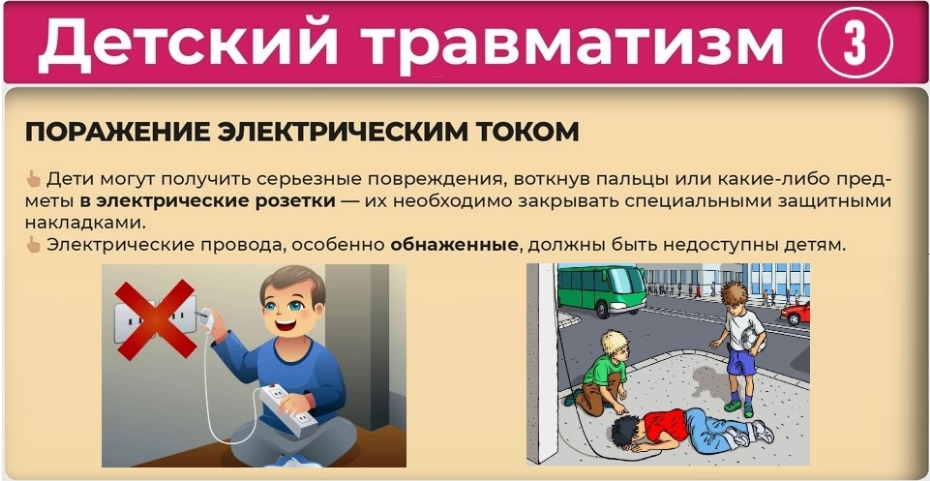 Детский травматизм 3
ПОРАЖЕНИЕ ЭЛЕКТРИЧЕСКИМ ТОКОМ
Дети могут получить серьезные повреждения, воткнув пальцы или какие-либо пред-
меты в электрические розетки — их необходимо закрывать специальными защитными
накладками.
Электрические провода, особенно обнаженные, должны быть недоступны детям.